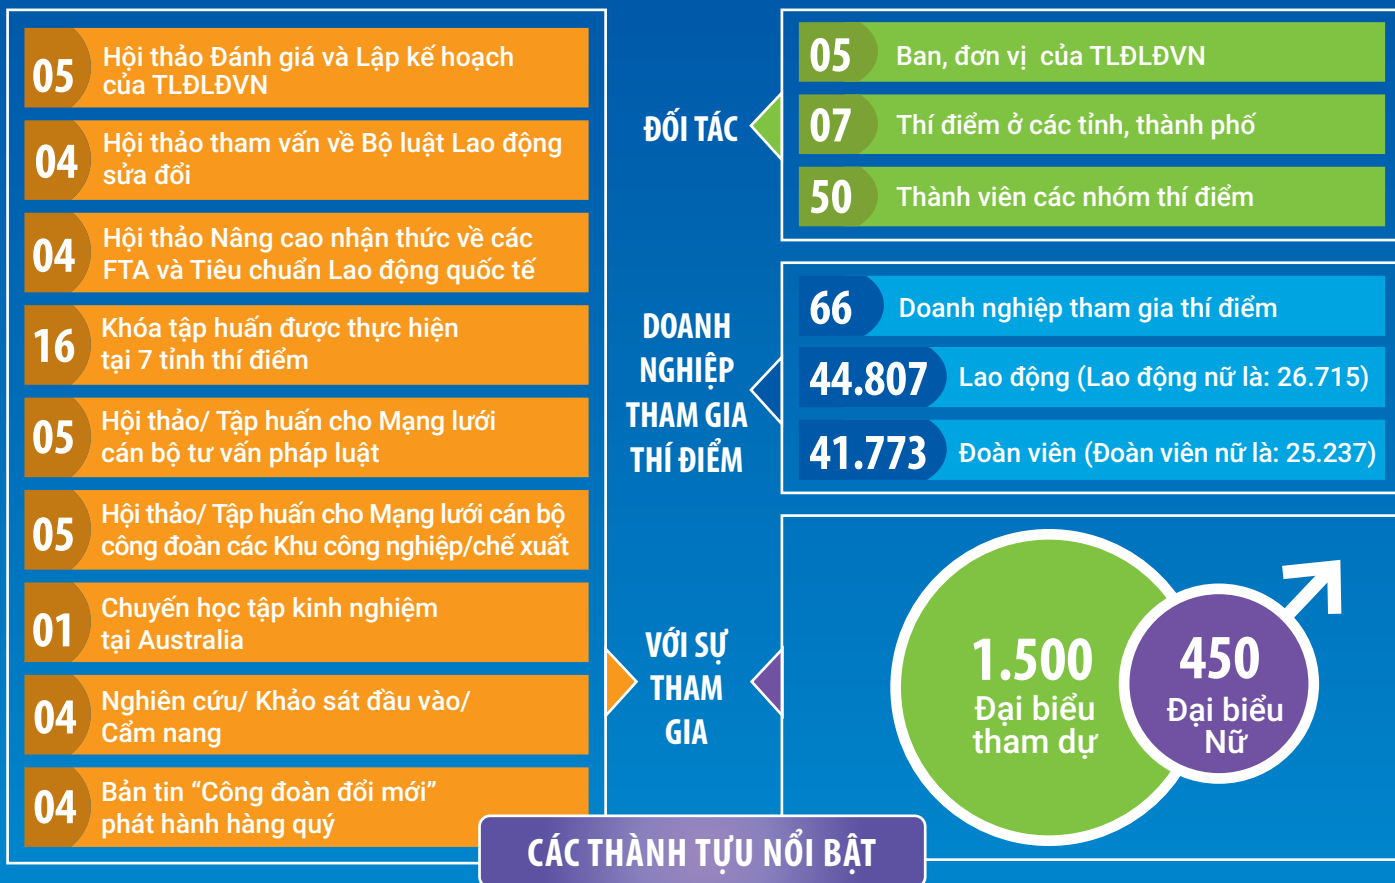 05
Hội thảo Đánh giá và Lập kế hoạch
của TLĐLĐVN
04
Hội thảo tham vấn về Bộ luật Lao động
sửa đổi
04
Hội thảo Nâng cao nhận thức về các
FTA và Tiêu chuẩn Lao động quốc tế
16
Khóa tập huấn được thực hiện
tại 7 tỉnh thí điểm
05
Hội thảo/ Tập huấn cho Mạng lưới
cán bộ tư vấn pháp luật
05
Hội thảo/ Tập huấn cho Mạng lưới cán bộ
công đoàn các Khu công nghiệp/chế xuất
01
Chuyến học tập kinh nghiệm
tại Australia
04
Nghiên cứu/ Khảo sát đầu vào/
Cẩm nang
04
Bản tin “Công đoàn đổi mới”
phát hành hàng quý
ĐỐI TÁC
05 Ban, đơn vị của TLĐLĐVN
07 Thí điểm ở các tỉnh, thành phố
50 Thành viên các nhóm thí điểm
DOANH
NGHIỆP
THAM GIA
THÍ ĐIỂM
66 Doanh nghiệp tham gia thí điểm
44.807 Lao động (Lao động nữ là: 26.715)
41.773 Đoàn viên (Đoàn viên nữ là: 25.237)
VỚI SỰ
THAM
GIA
1.500
Đại biểu
tham dự
450
Đại biểu
Nữ
CÁC THÀNH TỰU NỔI BẬT